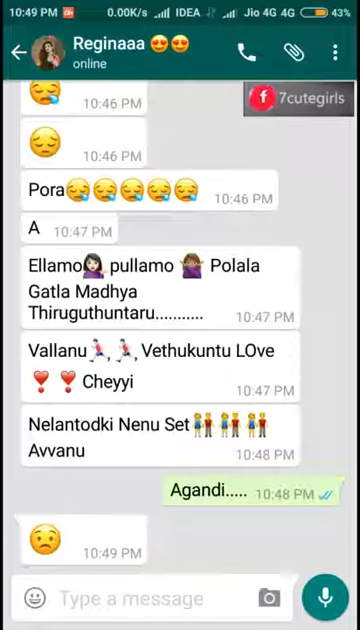 10:49 PM 0.00K/s IDEA Jio 4G 4G 43%
Reginaaa 😍😍
online
😪
10:46 PM
7cutegirls
😔
10:46 PM
Pora😪😪😪😪😪 10:46 PM
A 10:47 PM
Ellamo💁🏻pullamo 🤷🏽‍♀️ Polala
Gatla Madhya
Thiruguthuntaru...........
10:47 PM
Vallanu🏃🏻🏃🏻Vethukuntu LOve
❣️ ❣️ Cheyyi
10:47 PM
Nelantodki Nenu Set👫👫👫
Avvanu
10:48 PM
Agandi..... 10:48 PM
😟
10:49 PM
Type a message